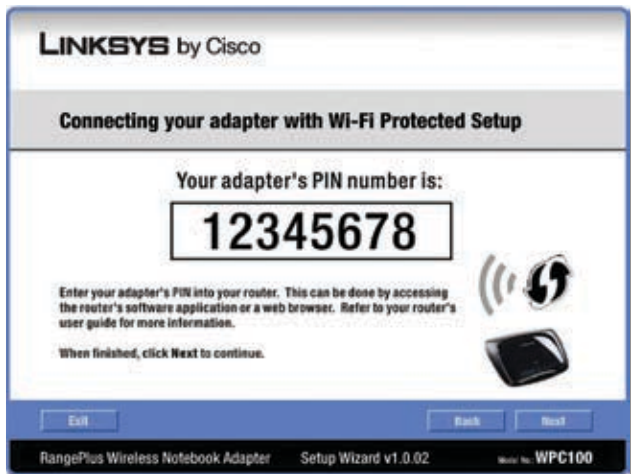 LINKSYS by Cisco
Connecting your adapter with Wi-Fi Protected Setup
Your adapter's PIN number is:
12345678
Enter your adapter's PIN into your router. This can be done by accessing
the router's software application or a web browser. Refer to your router's
user guide for more information.
When finished, click Next to continue.
Exit
Back Next
RangePlus Wireless Notebook Adapter Setup Wizard v1.0.02 Model No. WPC100